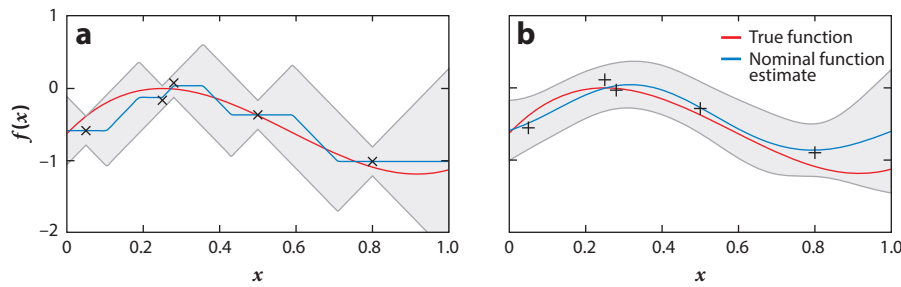 a
1
0
–1
–2
f(x)
0 0.2 0.4 0.6 0.8 1.0
x
b
True function
Nominal function
estimate
0 0.2 0.4 0.6 0.8 1.0
x